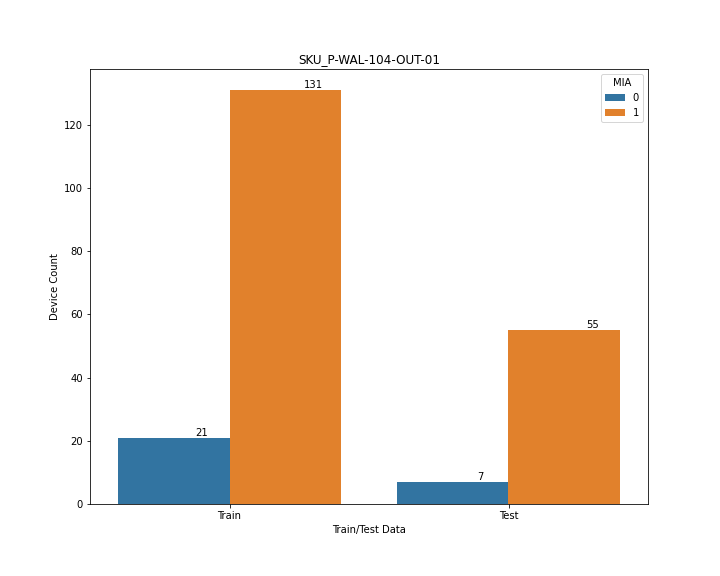 SKU_P-WAL-104-OUT-01
MIA
0
1
131
55
21
7
120
100
80
60
40
20
0
Device Count
Train
Test
Train/Test Data